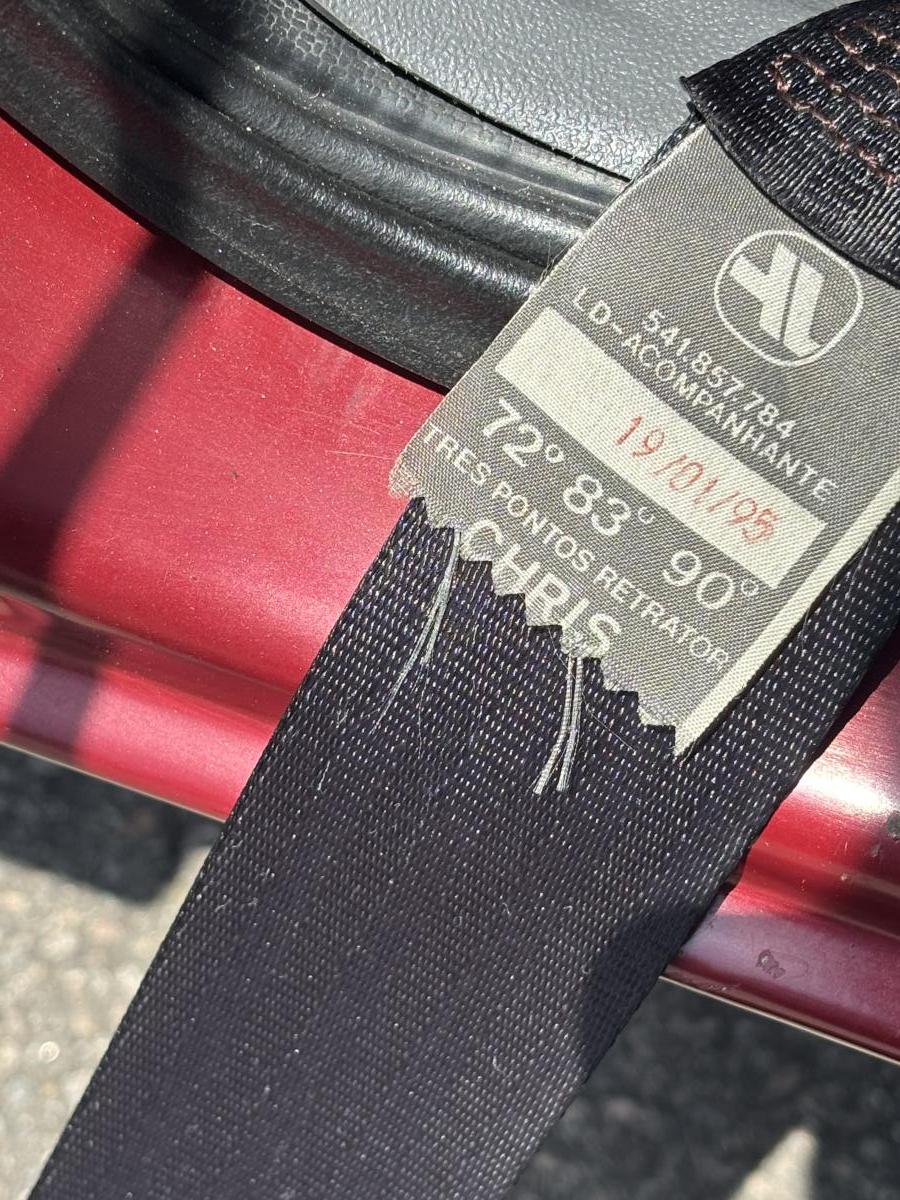 541.857.784
LD-ACOMPANHANTE
19/01/95
72° 83° 90°
TRES PONTOS RETRATOR
CHRIS